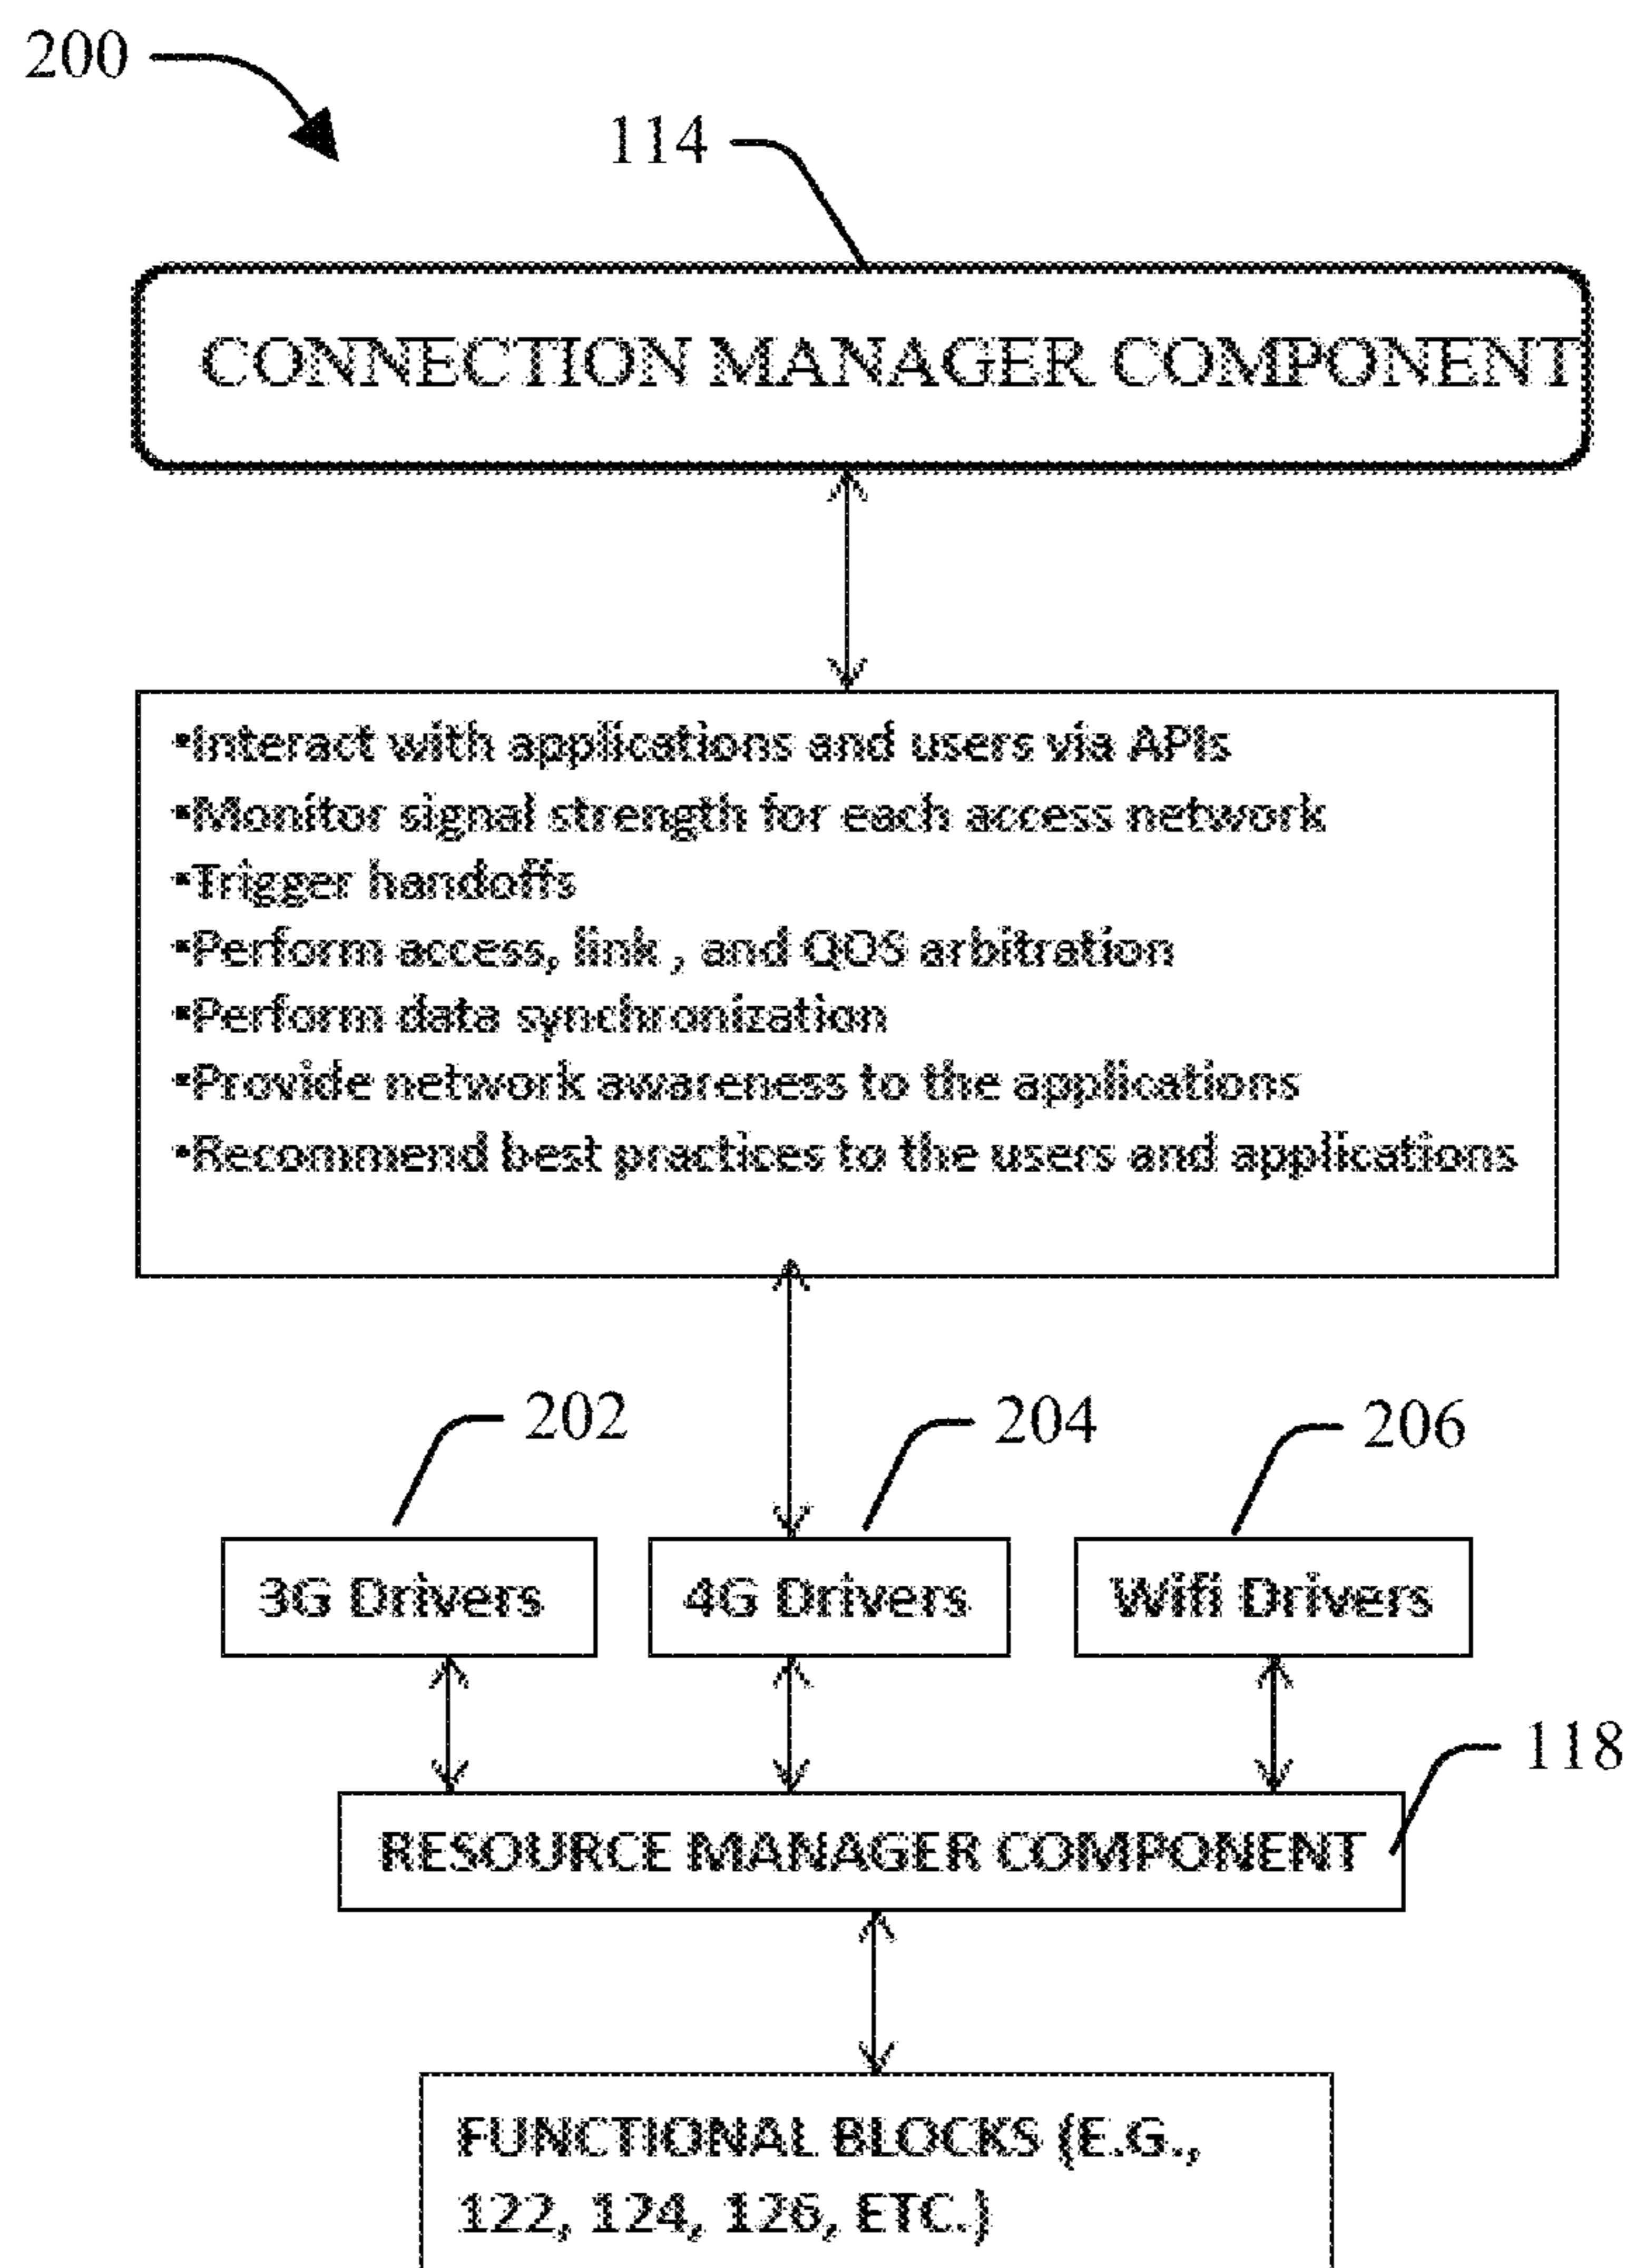 200
114
CONNECTION MANAGER COMPONENT
•Interact with applications and users via APIs
•Monitor signal strength for each access network
•Trigger handoffs
•Perform access, link , and QOS arbitration
•Perform data synchronization
•Provide network awareness to the applications
•Recommend best practices to the users and applications
202
204
206
3G Drivers
4G Drivers
Wifi Drivers
118
RESOURCE MANAGER COMPONENT
FUNCTIONAL BLOCKS (E.G.,
122, 124, 126, ETC.)